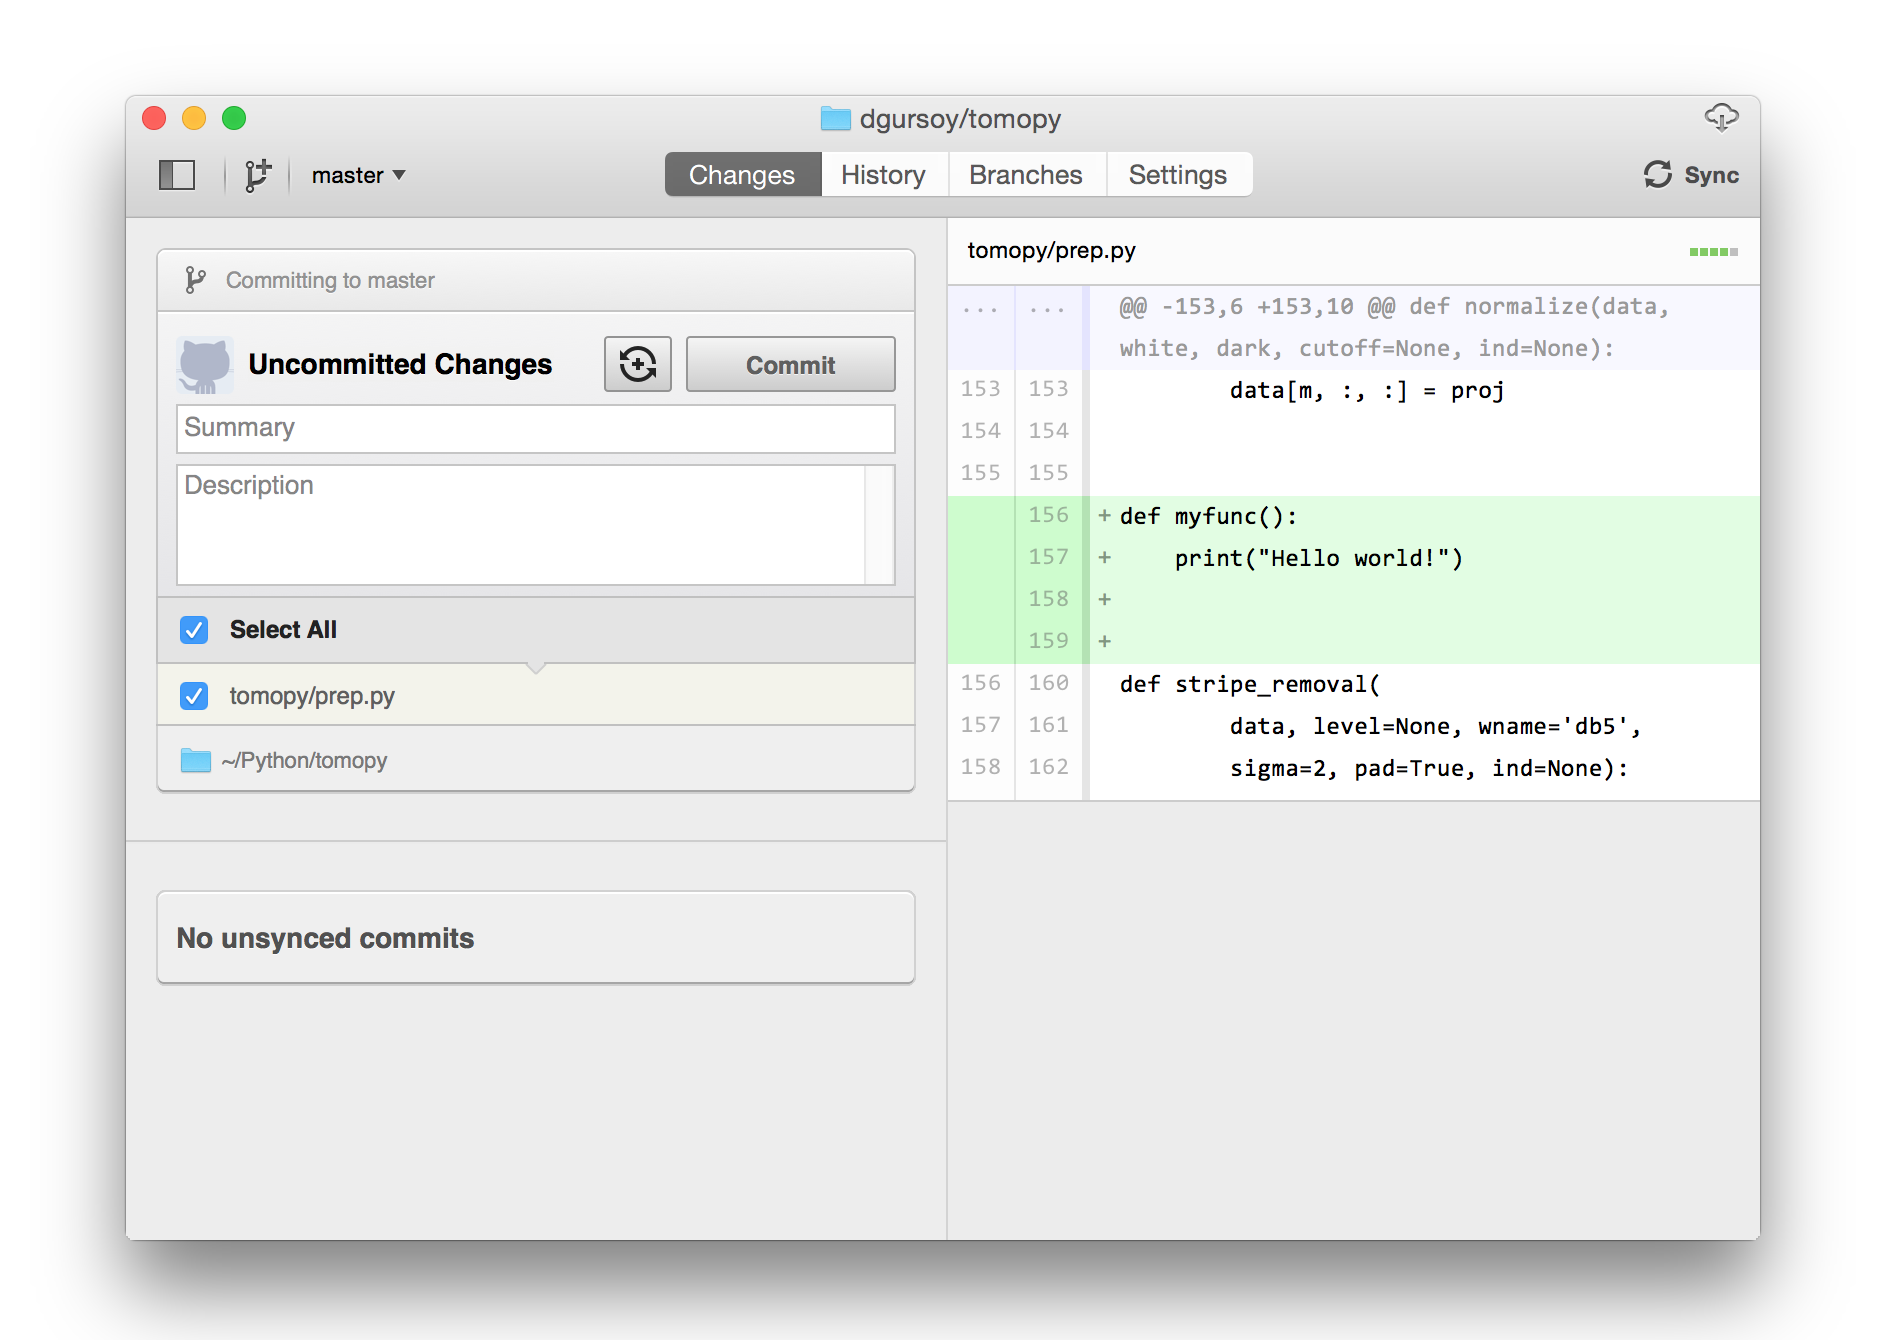 dgursoy/tomopy
master
Changes History Branches Settings
Sync
Committing to master
Uncommitted Changes
Commit
Summary
Description
Select All
tomopy/prep.py
~/Python/tomopy
No unsynced commits
tomopy/prep.py
... ... @@ -153,6 +153,10 @@ def normalize(data,
white, dark, cutoff=None, ind=None):
153 153         data[m, :, :] = proj
154 154
155 155
156 + def myfunc():
157 +     print("Hello world!")
158 +
159 +
156 160 def stripe_removal(
157 161         data, level=None, wname='db5',
158 162         sigma=2, pad=True, ind=None):